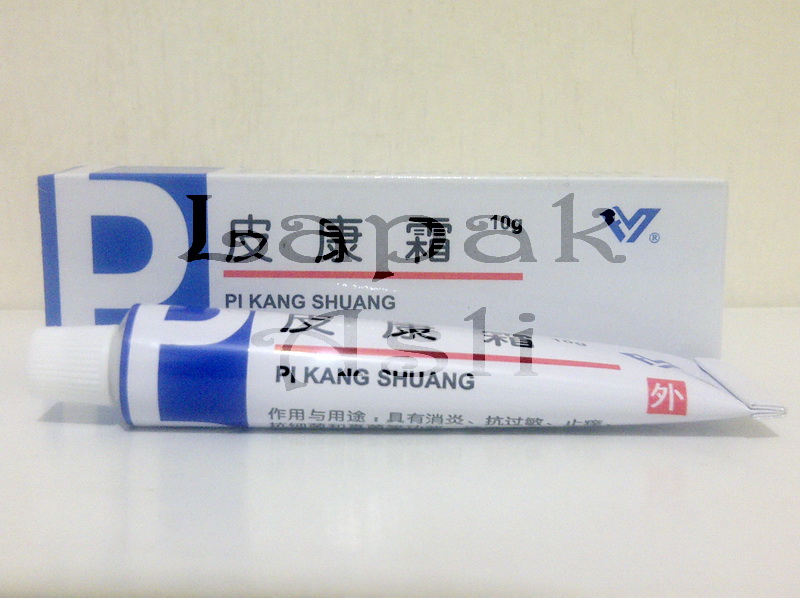 皮康霜 10g
®
PI KANG SHUANG
Lapak
Asli
皮康霜 10g
PI KANG SHUANG
外
作用与用途：具有消炎、抗过敏、止痒、